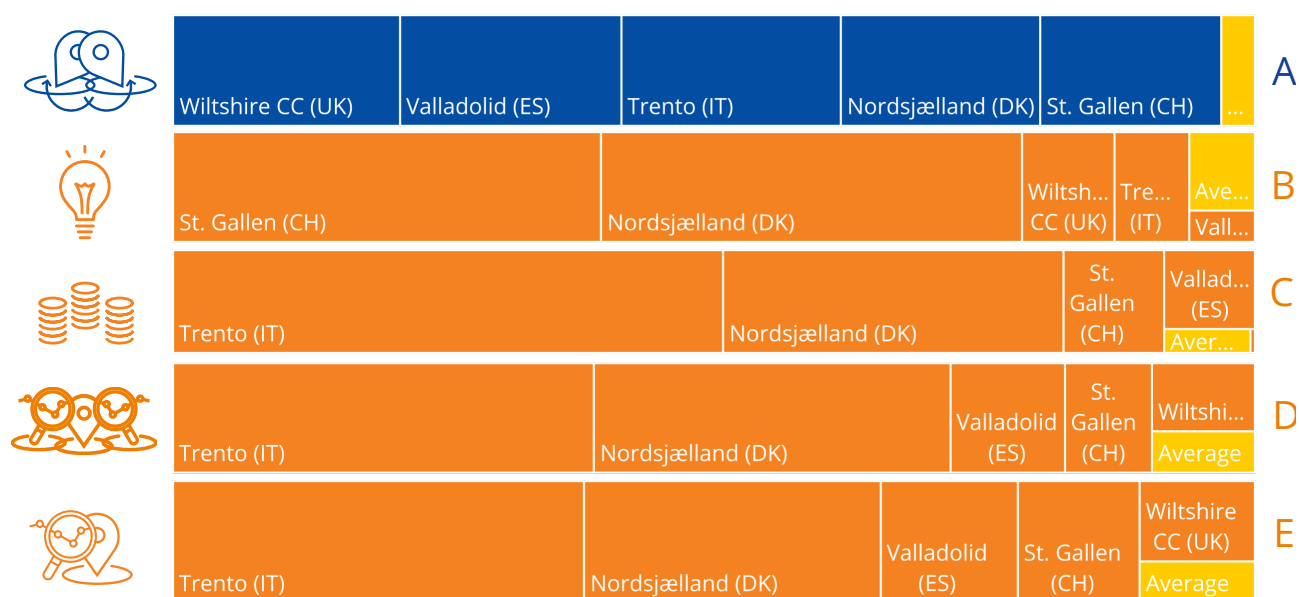 Wiltshire CC (UK)
Valladolid (ES)
Trento (IT)
Nordsjælland (DK)
St. Gallen (CH)
...
A
St. Gallen (CH)
Nordsjælland (DK)
Wiltsh...
CC (UK)
Tre...
(IT)
Ave...
Vall...
B
Trento (IT)
Nordsjælland (DK)
St.
Gallen
(CH)
Vallad...
(ES)
Aver...
C
Trento (IT)
Nordsjælland (DK)
Valladolid
(ES)
St.
Gallen
(CH)
Wiltshi...
Average
D
Trento (IT)
Nordsjælland (DK)
Valladolid
(ES)
St. Gallen
(CH)
Wiltshire
CC (UK)
Average
E